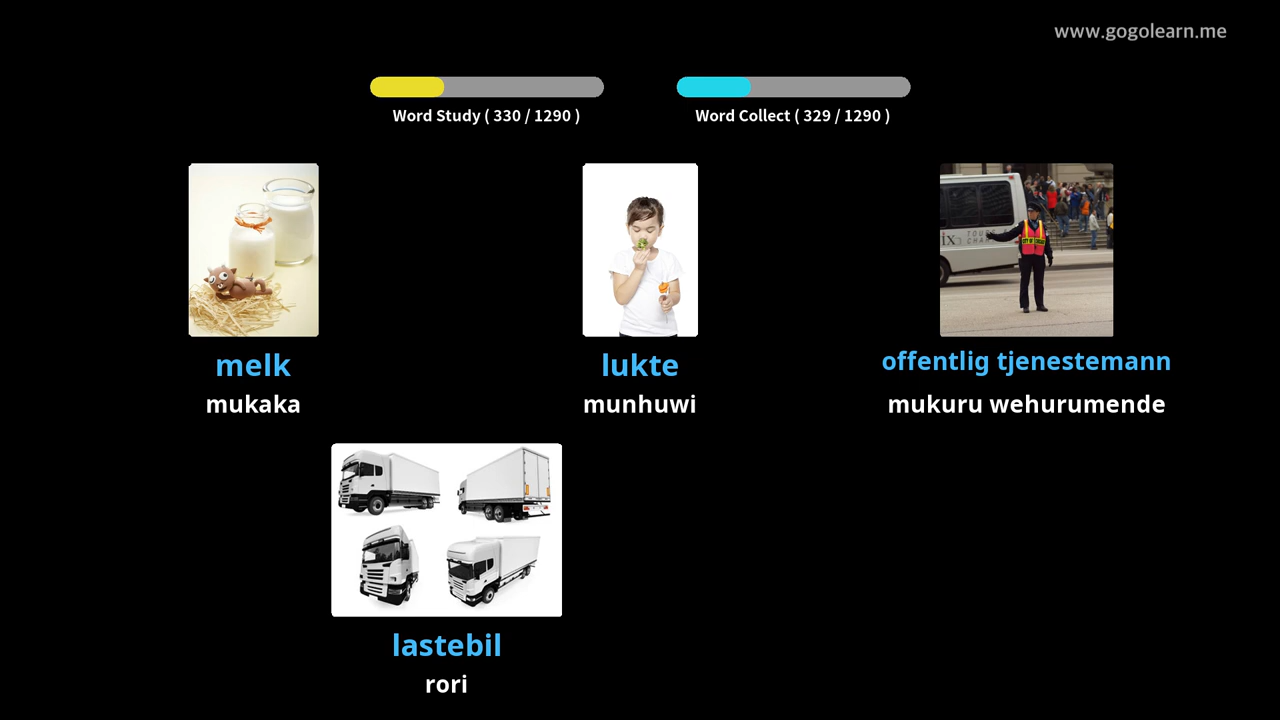 www.gogolearn.me
Word Study ( 330 / 1290 )
Word Collect ( 329 / 1290 )
melk
mukaka
lukte
munhuwi
offentlig tjenestemann
mukuru wehurumende
lastebil
rori